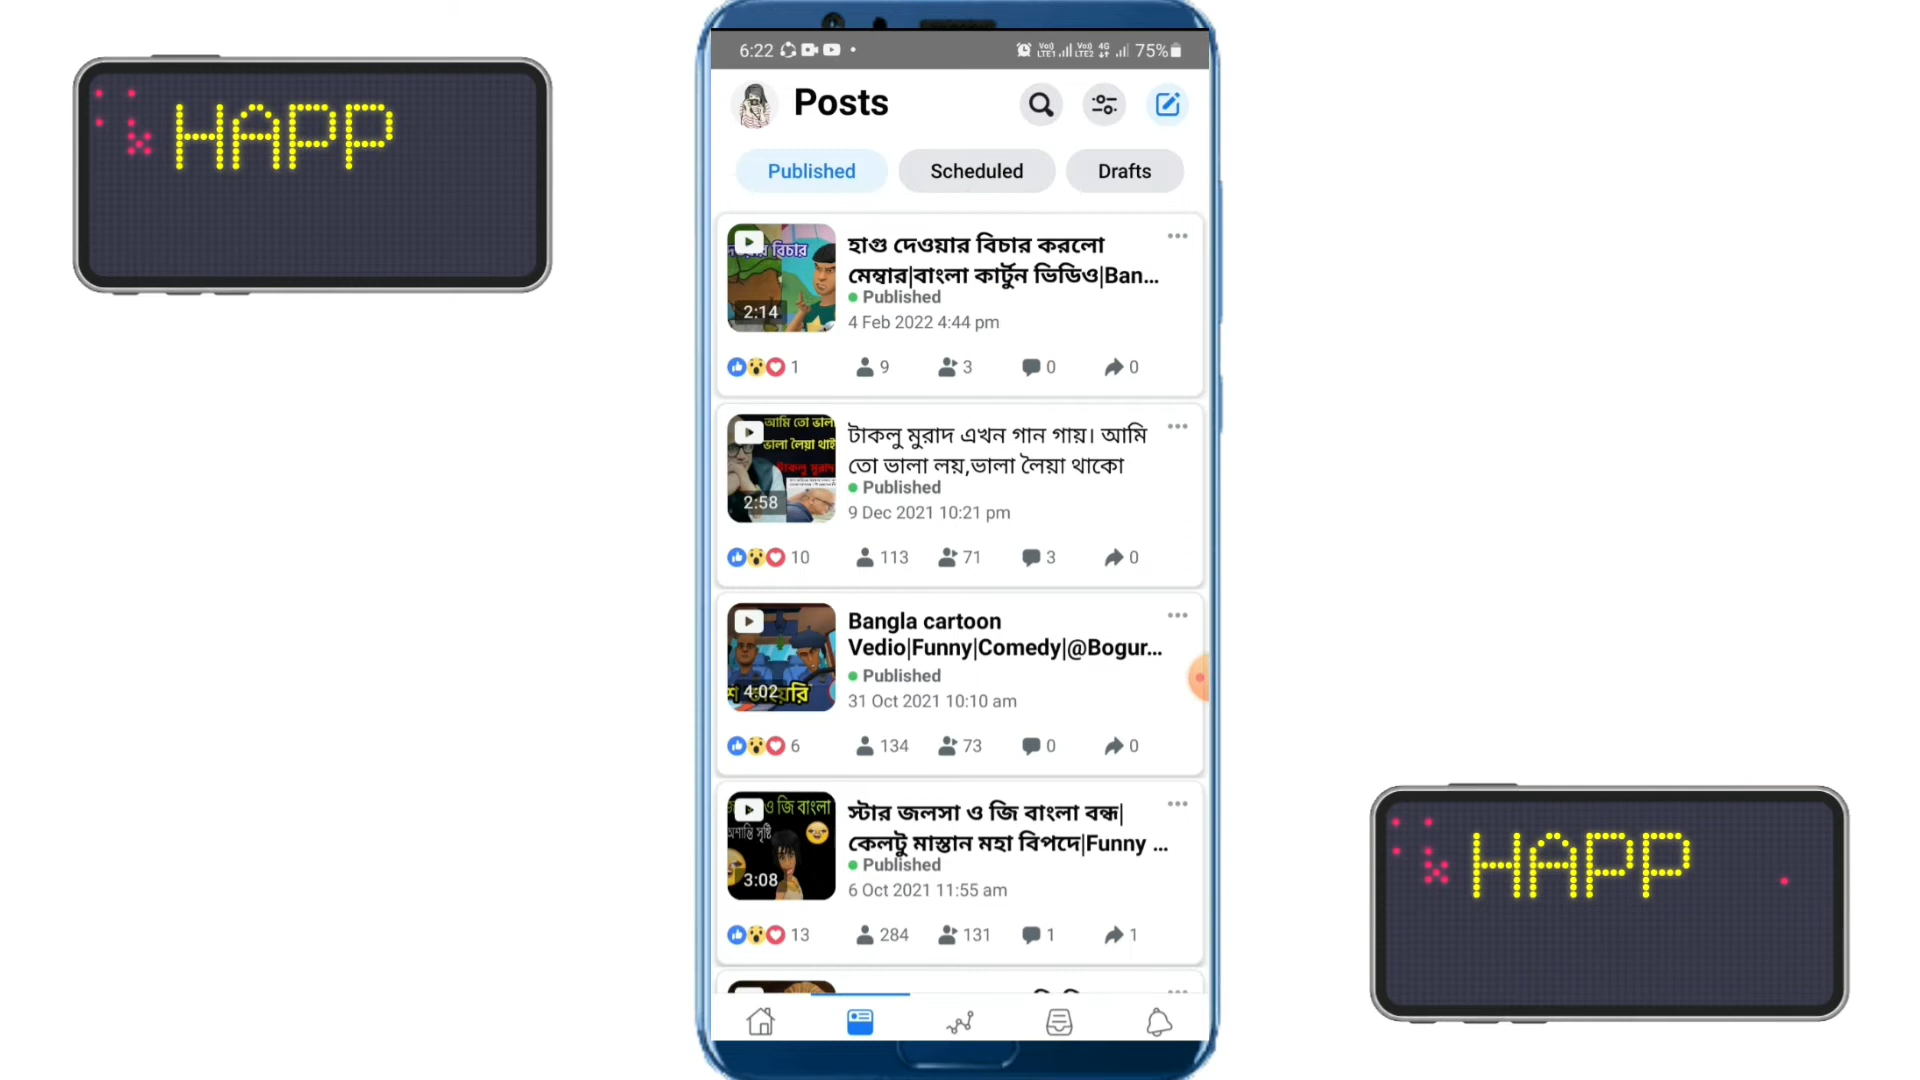 HAPP
6:22 75%
Posts
Published Scheduled Drafts
হাগু দেওয়ার বিচার করলো
মেম্বার|বাংলা কার্টুন ভিডিও|Ban...
Published
4 Feb 2022 4:44 pm
2:14
1 9 3 0 0
টাকলু মুরাদ এখন গান গায়। আমি
তো ভালা লয়,ভালা লৈয়া থাকো
Published
9 Dec 2021 10:21 pm
আমি তো ভাল
ভালা লৈয়া থাই
টাকলু মুরাদ
2:58
10 113 71 3 0
Bangla cartoon
Vedio|Funny|Comedy|@Bogur...
Published
31 Oct 2021 10:10 am
4:02
6 134 73 0 0
স্টার জলসা ও জি বাংলা বন্ধ|
কেলটু মাস্তান মহা বিপদে|Funny ...
Published
6 Oct 2021 11:55 am
ও জি বাংলা
অশান্তি সৃষ্টি
3:08
13 284 131 1 1
HAPP